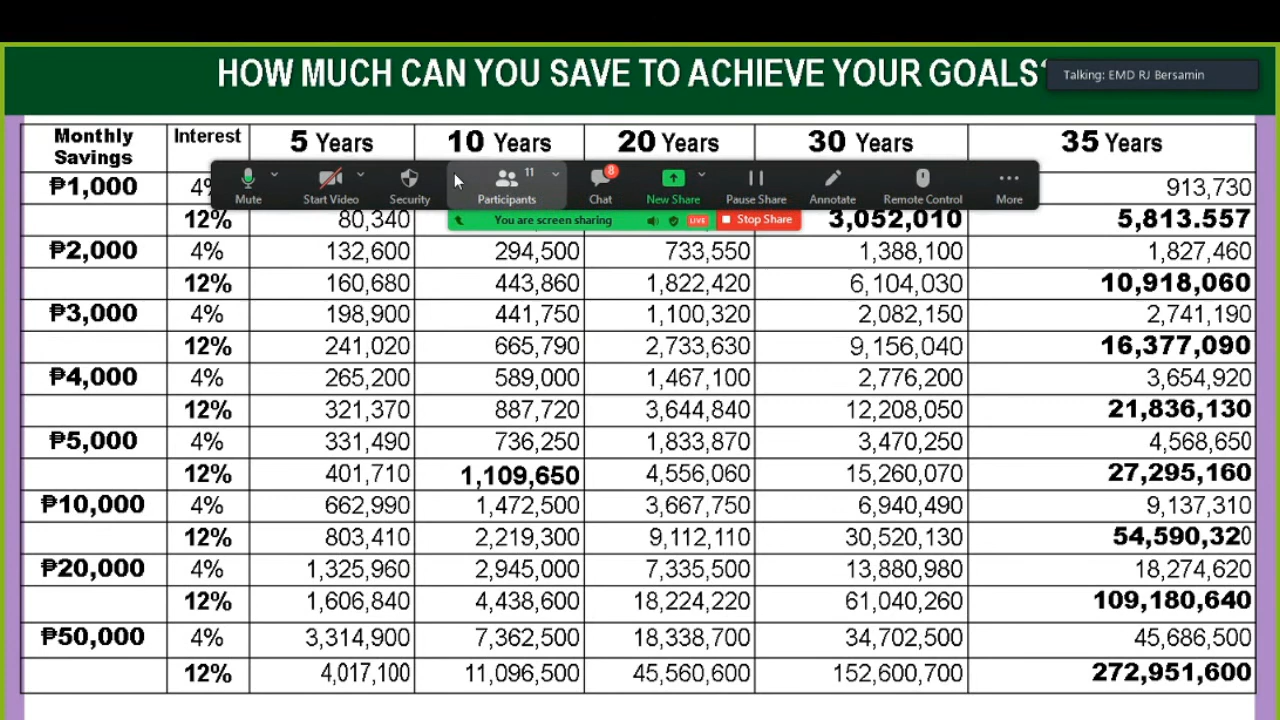 HOW MUCH CAN YOU SAVE TO ACHIEVE YOUR GOALS
Talking: EMD RJ Bersamin
Monthly Savings Interest 5 Years 10 Years 20 Years 30 Years 35 Years
₱1,000 4% 913,730
Mute Start Video Security Participants 11 Chat 8 New Share Pause Share Annotate Remote Control More
12% 80,340 3,052,010 5,813.557
You are screen sharing LIVE Stop Share
₱2,000 4% 132,600 294,500 733,550 1,388,100 1,827,460
12% 160,680 443,860 1,822,420 6,104,030 10,918,060
₱3,000 4% 198,900 441,750 1,100,320 2,082,150 2,741,190
12% 241,020 665,790 2,733,630 9,156,040 16,377,090
₱4,000 4% 265,200 589,000 1,467,100 2,776,200 3,654,920
12% 321,370 887,720 3,644,840 12,208,050 21,836,130
₱5,000 4% 331,490 736,250 1,833,870 3,470,250 4,568,650
12% 401,710 1,109,650 4,556,060 15,260,070 27,295,160
₱10,000 4% 662,990 1,472,500 3,667,750 6,940,490 9,137,310
12% 803,410 2,219,300 9,112,110 30,520,130 54,590,320
₱20,000 4% 1,325,960 2,945,000 7,335,500 13,880,980 18,274,620
12% 1,606,840 4,438,600 18,224,220 61,040,260 109,180,640
₱50,000 4% 3,314,900 7,362,500 18,338,700 34,702,500 45,686,500
12% 4,017,100 11,096,500 45,560,600 152,600,700 272,951,600